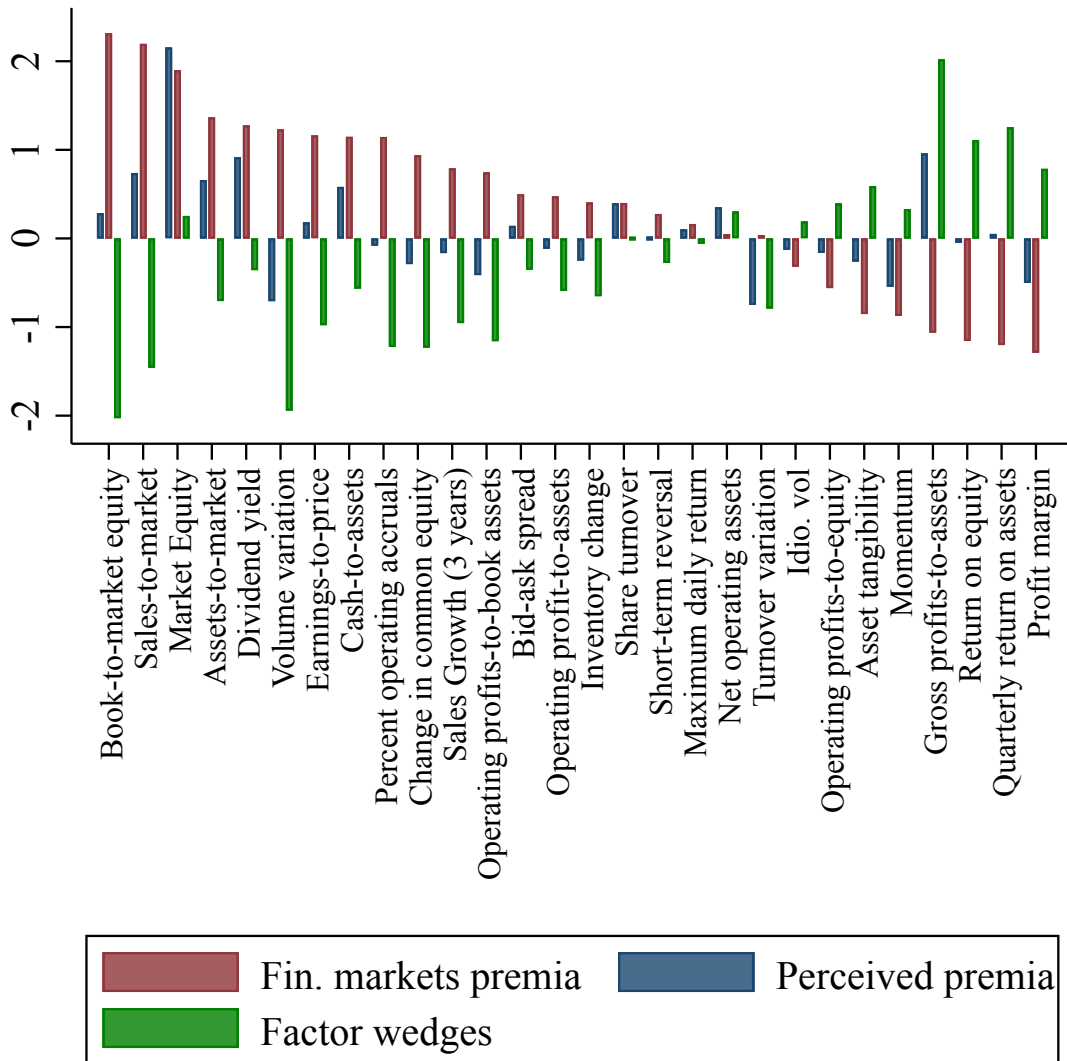 2
1
0
-1
-2
Book-to-market equity
Sales-to-market
Market Equity
Assets-to-market
Dividend yield
Volume variation
Earnings-to-price
Cash-to-assets
Percent operating accruals
Change in common equity
Sales Growth (3 years)
Operating profits-to-book assets
Bid-ask spread
Operating profit-to-assets
Inventory change
Share turnover
Short-term reversal
Maximum daily return
Net operating assets
Turnover variation
Idio. vol
Operating profits-to-equity
Asset tangibility
Momentum
Gross profits-to-assets
Return on equity
Quarterly return on assets
Profit margin
Fin. markets premia
Perceived premia
Factor wedges